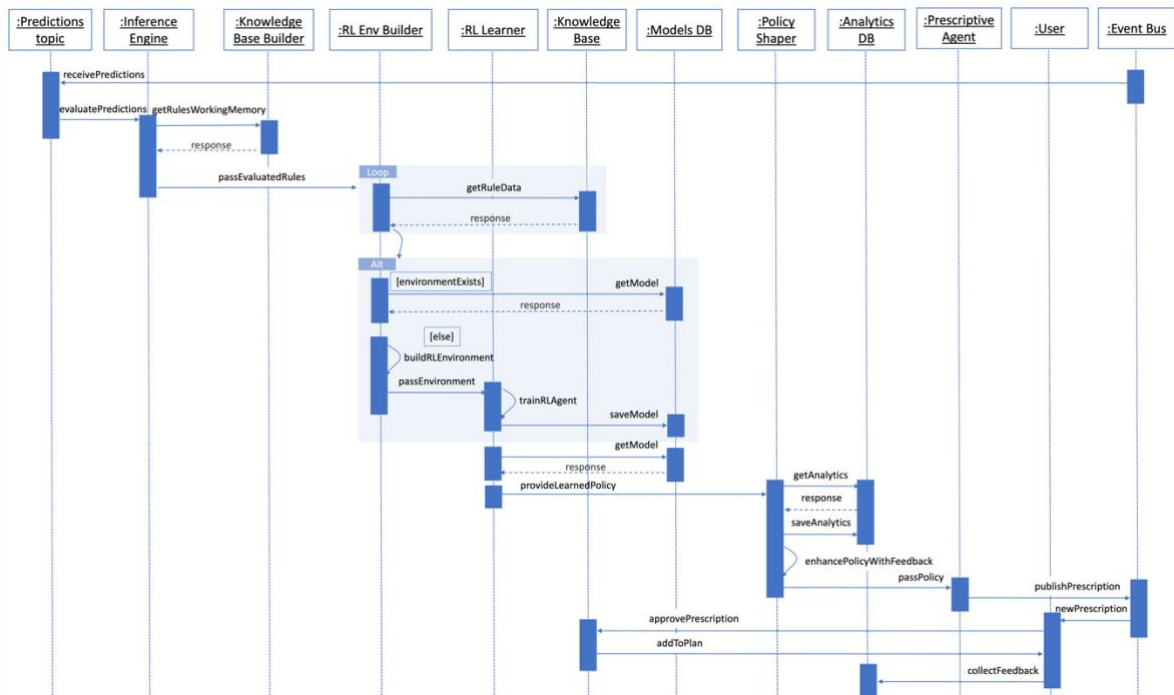 :Predictions
topic
:Inference
Engine
:Knowledge
Base Builder
:RL Env Builder
:RL Learner
:Knowledge
Base
:Models DB
:Policy
Shaper
:Analytics
DB
:Prescriptive
Agent
:User
:Event Bus
receivePredictions
evaluatePredictions
getRulesWorkingMemory
response
passEvaluatedRules
Loop
getRuleData
response
Alt
[environmentExists]
getModel
response
[else]
buildRLEnvironment
passEnvironment
trainRLAgent
saveModel
getModel
response
provideLearnedPolicy
getAnalytics
response
saveAnalytics
enhancePolicyWithFeedback
passPolicy
publishPrescription
newPrescription
approvePrescription
addToPlan
collectFeedback